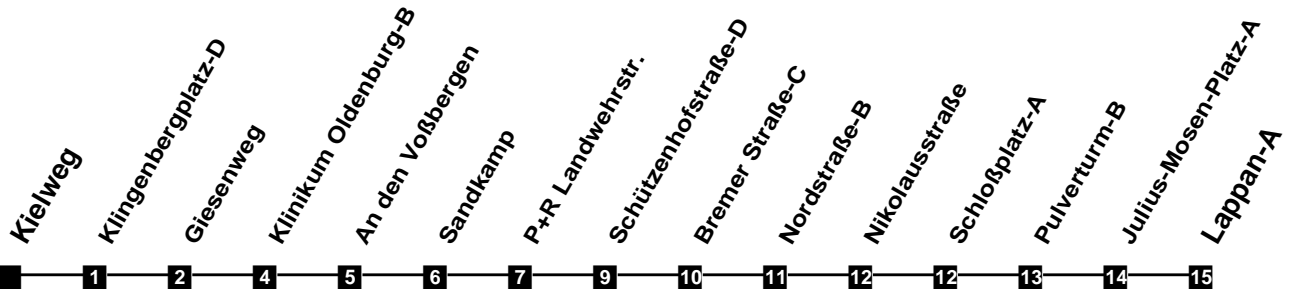 Kielweg
Klingenbergplatz-D
Giesenweg
Klinikum Oldenburg-B
An den Voßbergen
Sandkamp
P+R Landwehrstr.
Schützenhofstraße-D
Bremer Straße-C
Nordstraße-B
Nikolausstraße
Schloßplatz-A
Pulverturm-B
Julius-Mosen-Platz-A
Lappan-A
1 2 4 5 6 7 9 10 11 12 12 13 14 15